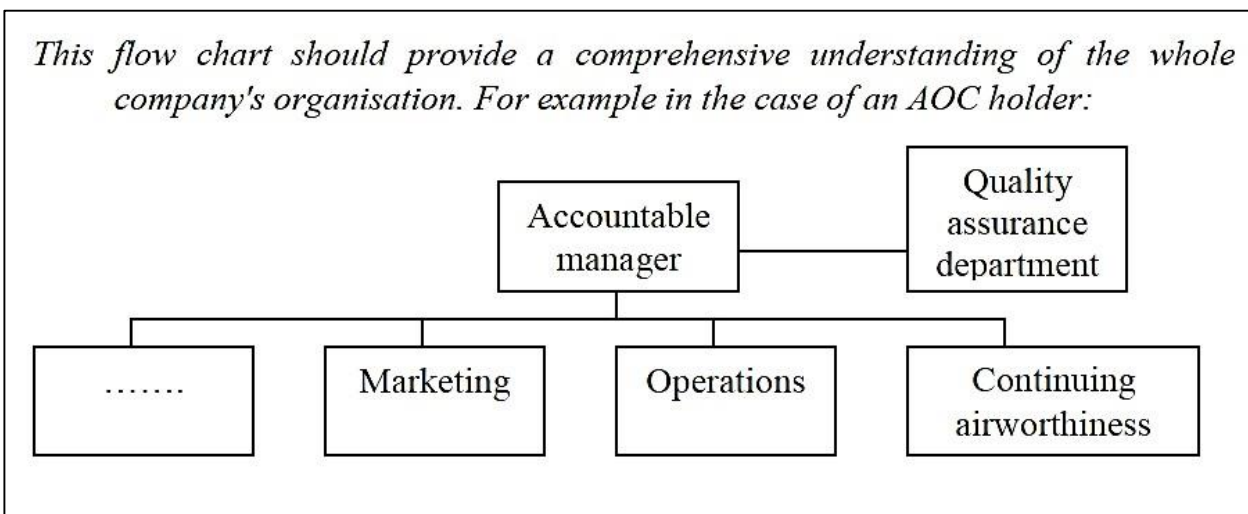 This flow chart should provide a comprehensive understanding of the whole
company's organisation. For example in the case of an AOC holder:
Quality
assurance
department
Accountable
manager
…….
Marketing
Operations
Continuing
airworthiness